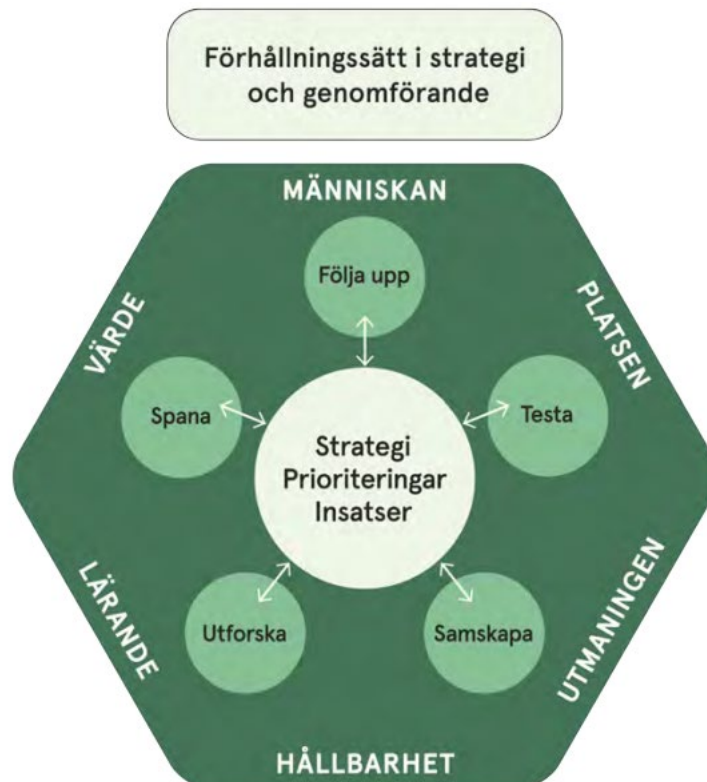 Förhållningssätt i strategi
och genomförande
MÄNNISKAN
Följa upp
VÄRDE
PLATSEN
Spana
Testa
Strategi
Prioriteringar
Insatser
LÄRANDE
UTMANINGEN
Utforska
Samskapa
HÅLLBARHET